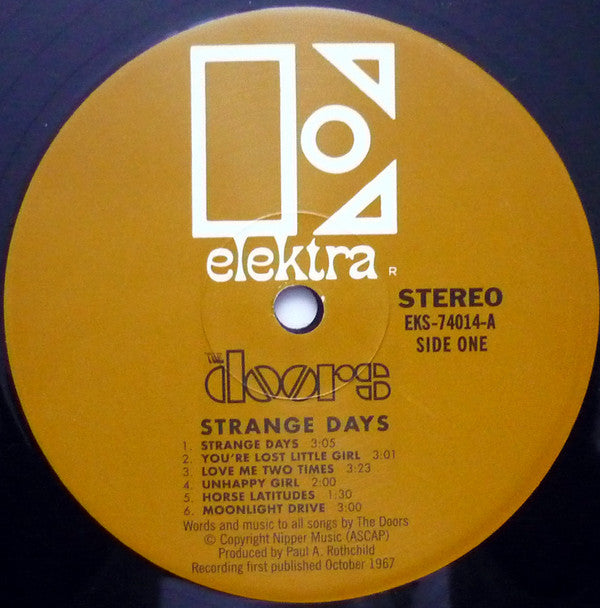 elektra R
STEREO
EKS-74014-A
SIDE ONE
THE
doors
STRANGE DAYS
1. STRANGE DAYS 3:05
2. YOU'RE LOST LITTLE GIRL 3:01
3. LOVE ME TWO TIMES 3:23
4. UNHAPPY GIRL 2:00
5. HORSE LATITUDES 1:30
6. MOONLIGHT DRIVE 3:00
Words and music to all songs by The Doors
© Copyright Nipper Music (ASCAP)
Produced by Paul A. Rothchild
Recording first published October 1967